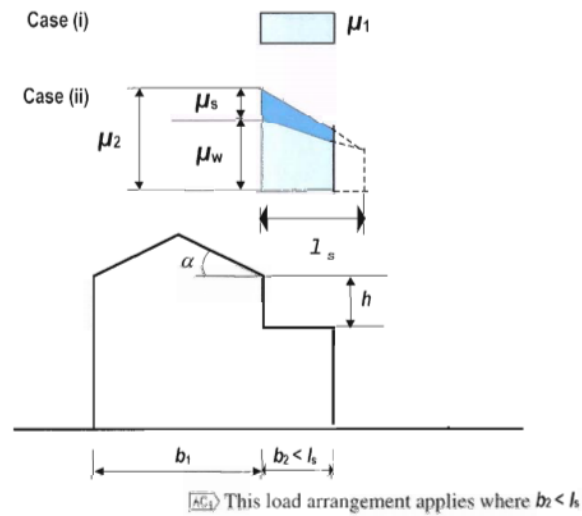 Case (i)
μ1
Case (ii)
μs
μ2
μw
ls
α
h
b1
b2 < ls
AC1 This load arrangement applies where b2 < ls